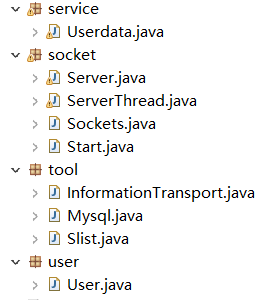 service
Userdata.java
socket
Server.java
ServerThread.java
Sockets.java
Start.java
tool
InformationTransport.java
Mysql.java
Slist.java
user
User.java